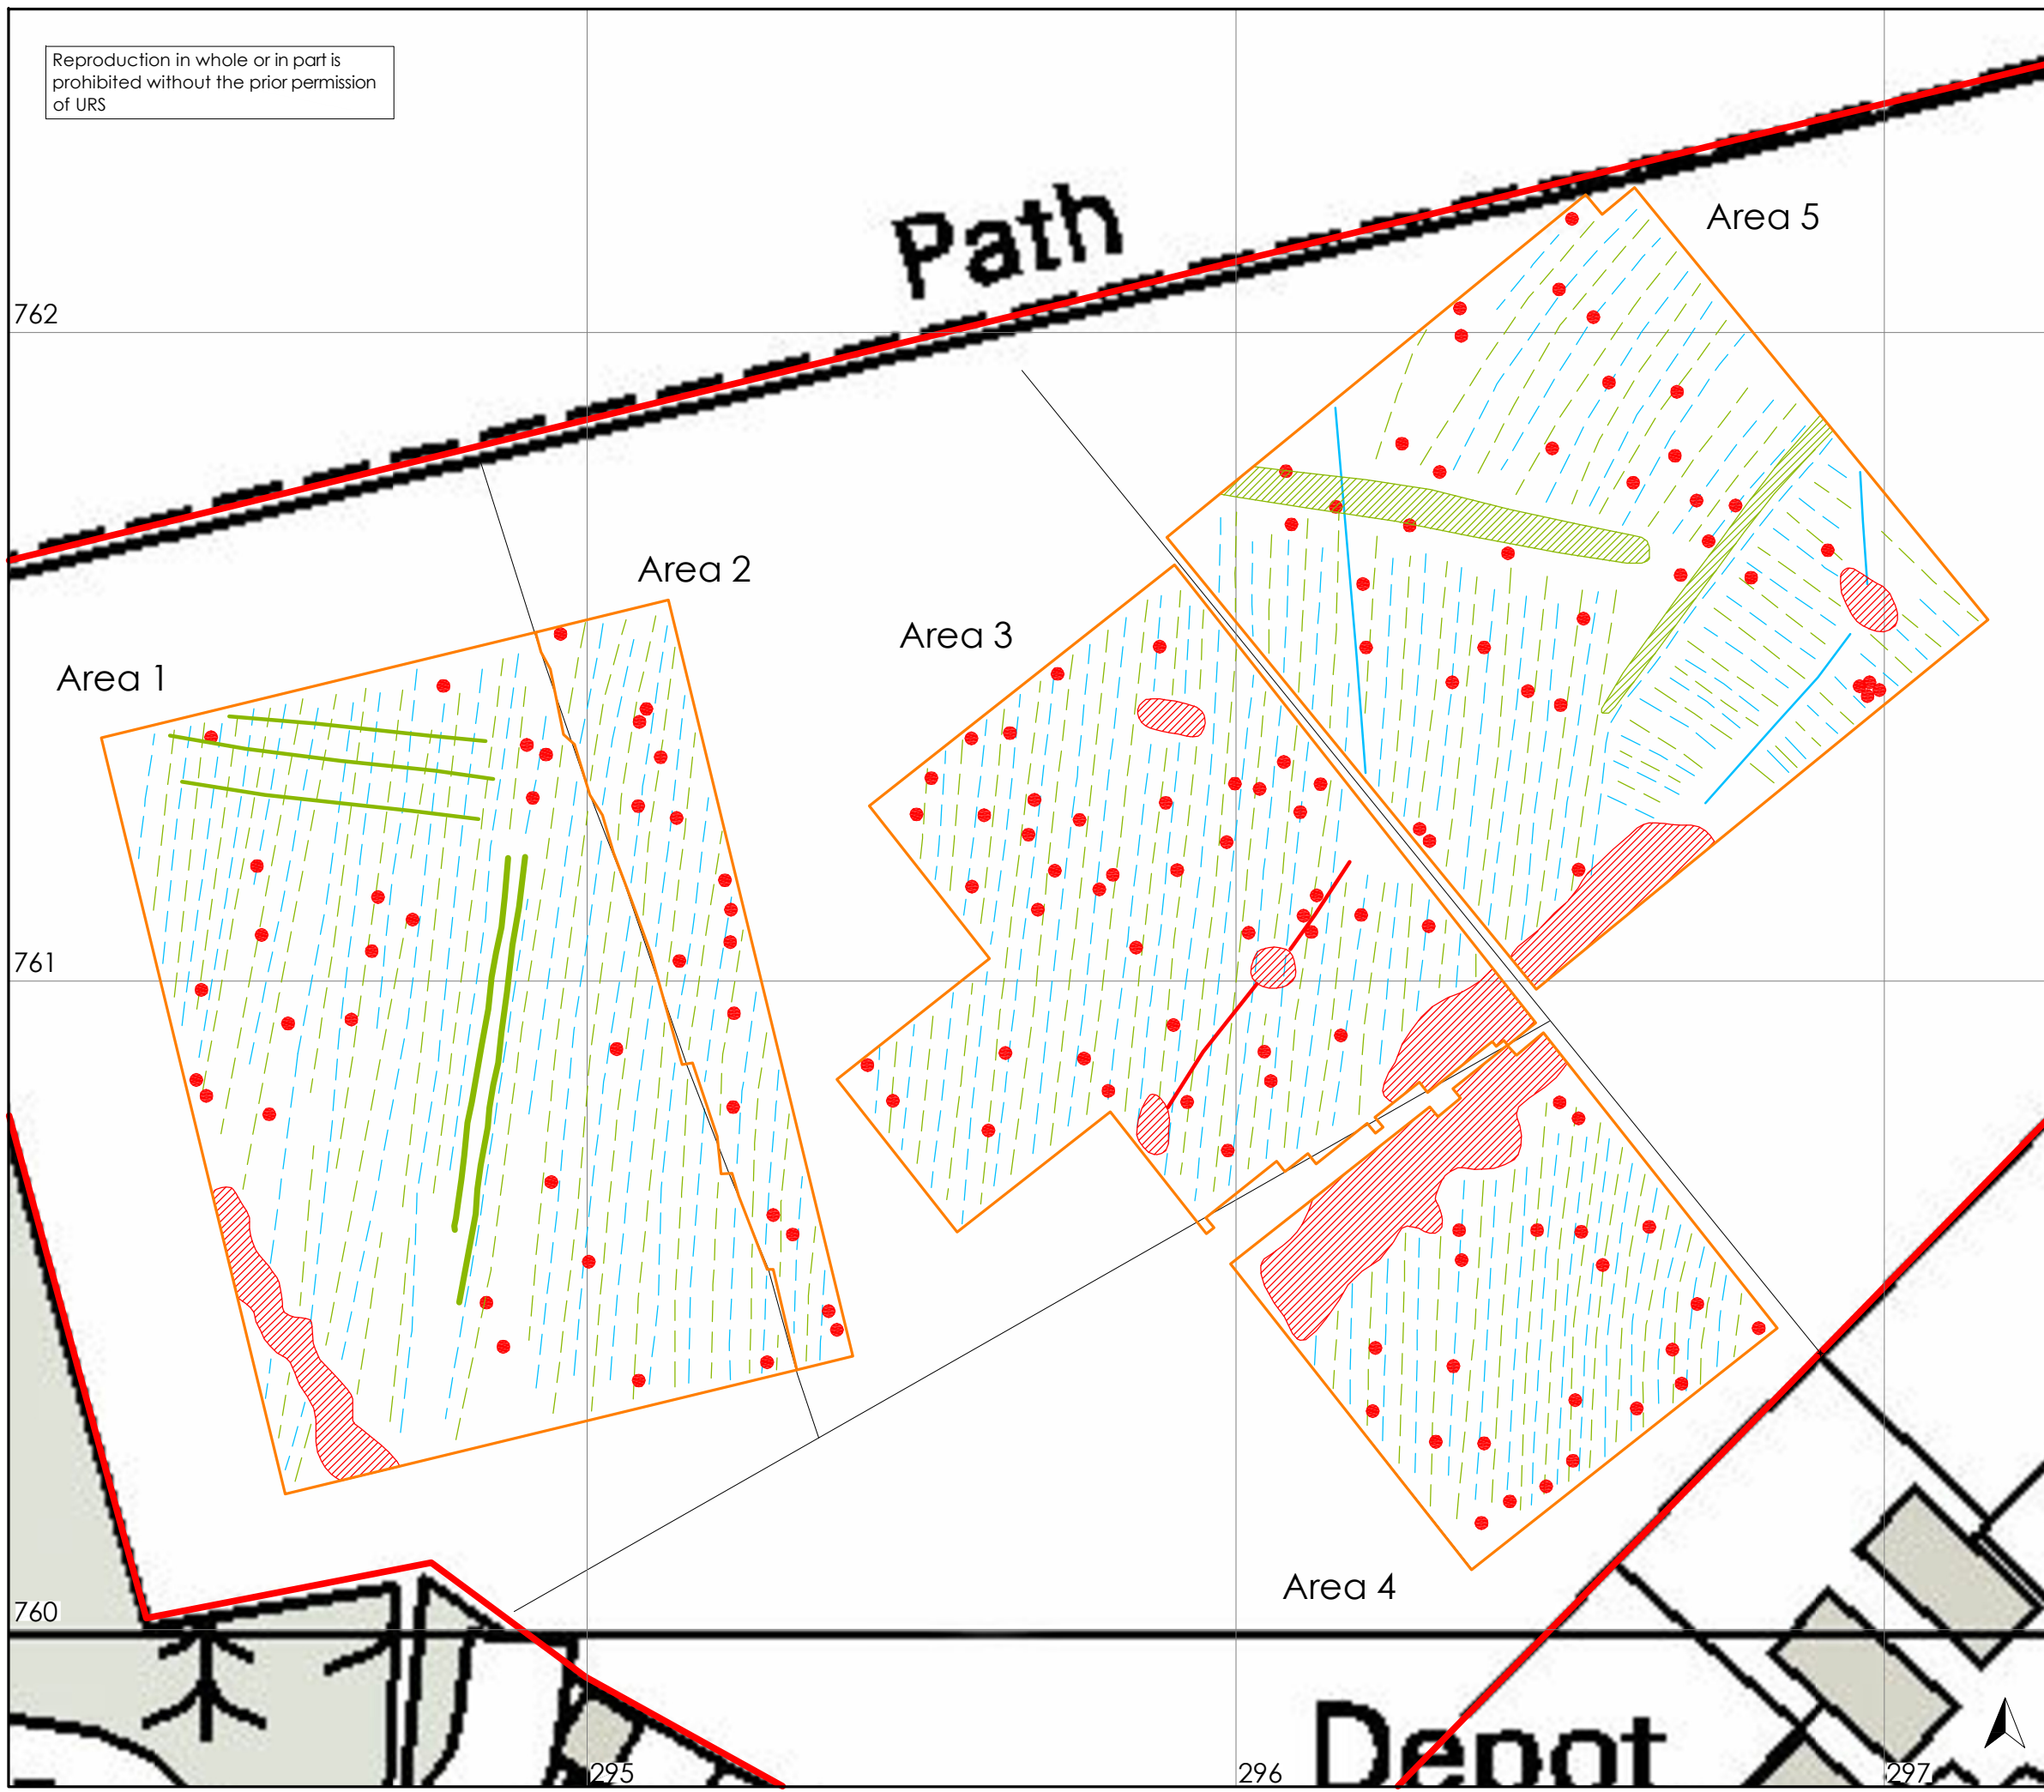 Reproduction in whole or in part is
prohibited without the prior permission
of URS
Path
Area 5
762
Area 2
Area 3
Area 1
761
Area 4
760
Depot
295
296
297